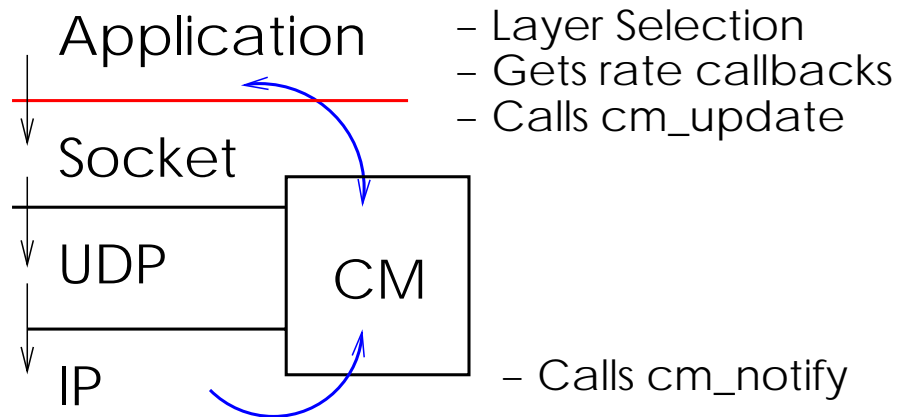 Application
– Layer Selection
– Gets rate callbacks
– Calls cm_update
Socket
UDP
CM
IP
– Calls cm_notify